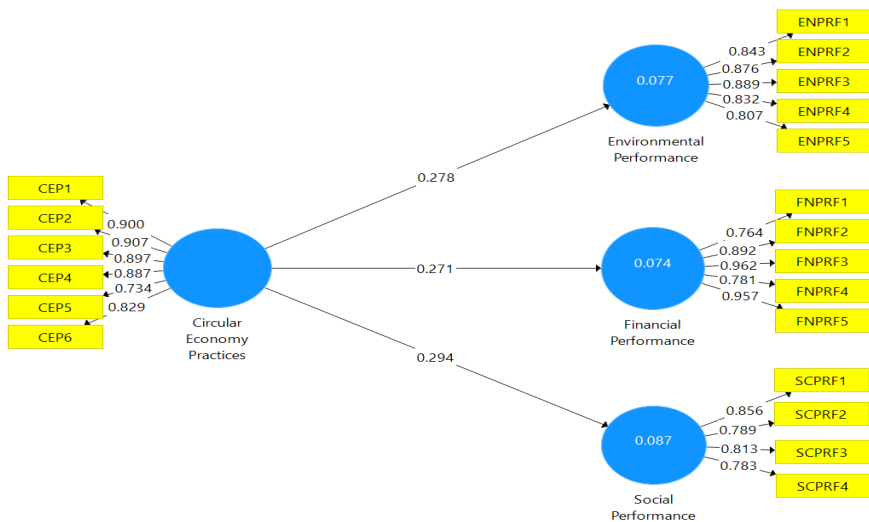 CEP1
CEP2
CEP3
CEP4
CEP5
CEP6
0.900
0.907
0.897
0.887
0.734
0.829
Circular
Economy
Practices
0.278
0.271
0.294
0.077
Environmental
Performance
0.843
0.876
0.889
0.832
0.807
ENPRF1
ENPRF2
ENPRF3
ENPRF4
ENPRF5
0.074
Financial
Performance
0.764
0.892
0.962
0.781
0.957
FNPRF1
FNPRF2
FNPRF3
FNPRF4
FNPRF5
0.087
Social
Performance
0.856
0.789
0.813
0.783
SCPRF1
SCPRF2
SCPRF3
SCPRF4